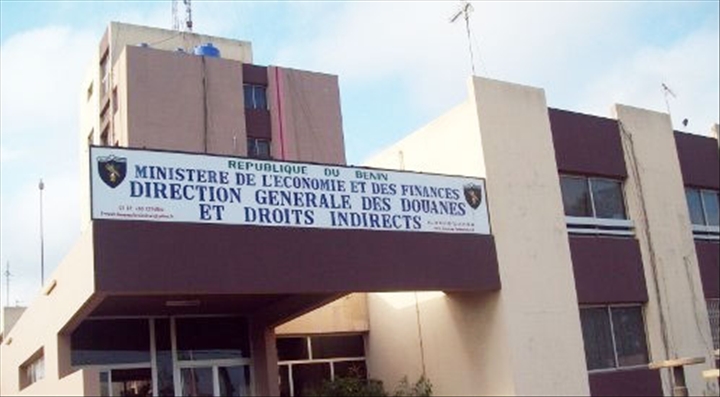 REPUBLIQUE DU BENIN
MINISTERE DE L'ECONOMIE ET DES FINANCES
DIRECTION GENERALE DES DOUANES
ET DROITS INDIRECTS